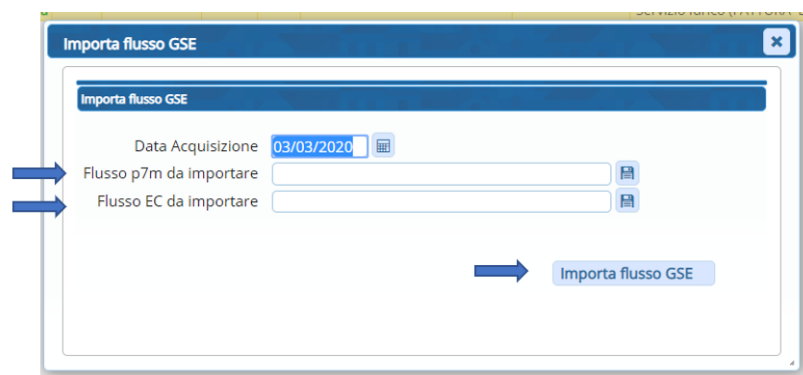 Importa flusso GSE
Importa flusso GSE
Data Acquisizione 03/03/2020
Flusso p7m da importare
Flusso EC da importare
Importa flusso GSE